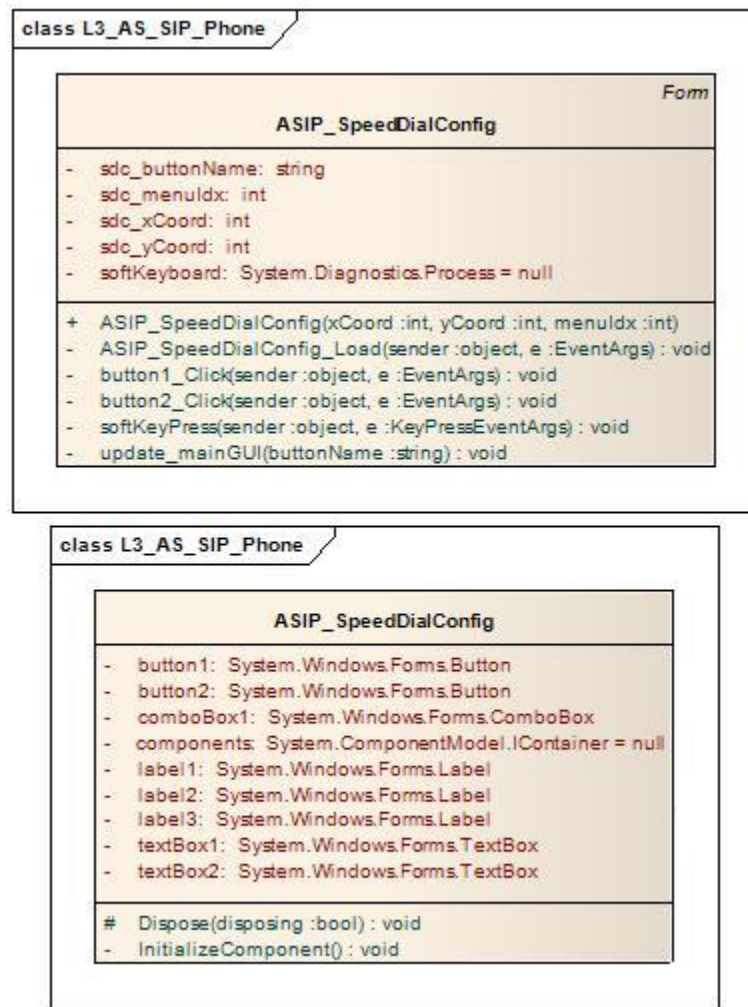 class L3_AS_SIP_Phone
Form
ASIP_SpeedDialConfig
- sdc_buttonName: string
- sdc_menuIdx: int
- sdc_xCoord: int
- sdc_yCoord: int
- softKeyboard: System.Diagnostics.Process = null
+ ASIP_SpeedDialConfig(xCoord :int, yCoord :int, menuIdx :int)
- ASIP_SpeedDialConfig_Load(sender :object, e :EventArgs) : void
- button1_Click(sender :object, e :EventArgs) : void
- button2_Click(sender :object, e :EventArgs) : void
- softKeyPress(sender :object, e :KeyPressEventArgs) : void
- update_mainGUI(buttonName :string) : void
class L3_AS_SIP_Phone
ASIP_SpeedDialConfig
- button1: System.Windows.Forms.Button
- button2: System.Windows.Forms.Button
- comboBox1: System.Windows.Forms.ComboBox
- components: System.ComponentModel.IContainer = null
- label1: System.Windows.Forms.Label
- label2: System.Windows.Forms.Label
- label3: System.Windows.Forms.Label
- textBox1: System.Windows.Forms.TextBox
- textBox2: System.Windows.Forms.TextBox
# Dispose(disposing :bool) : void
- InitializeComponent() : void